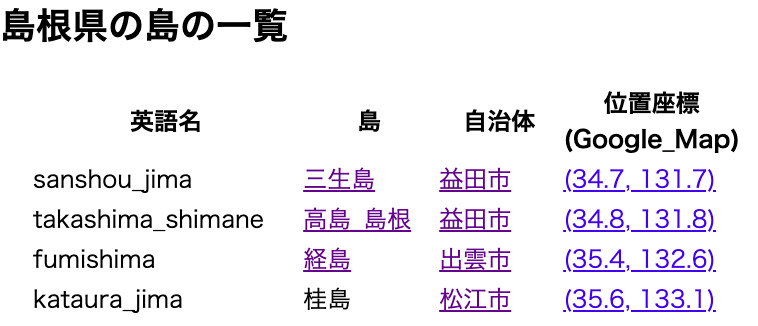 島根県の島の一覧
英語名 島 自治体 位置座標
(Google_Map)
sanshou_jima 三生島 益田市 (34.7, 131.7)
takashima_shimane 高島_島根 益田市 (34.8, 131.8)
fumishima 経島 出雲市 (35.4, 132.6)
kataura_jima 桂島 松江市 (35.6, 133.1)